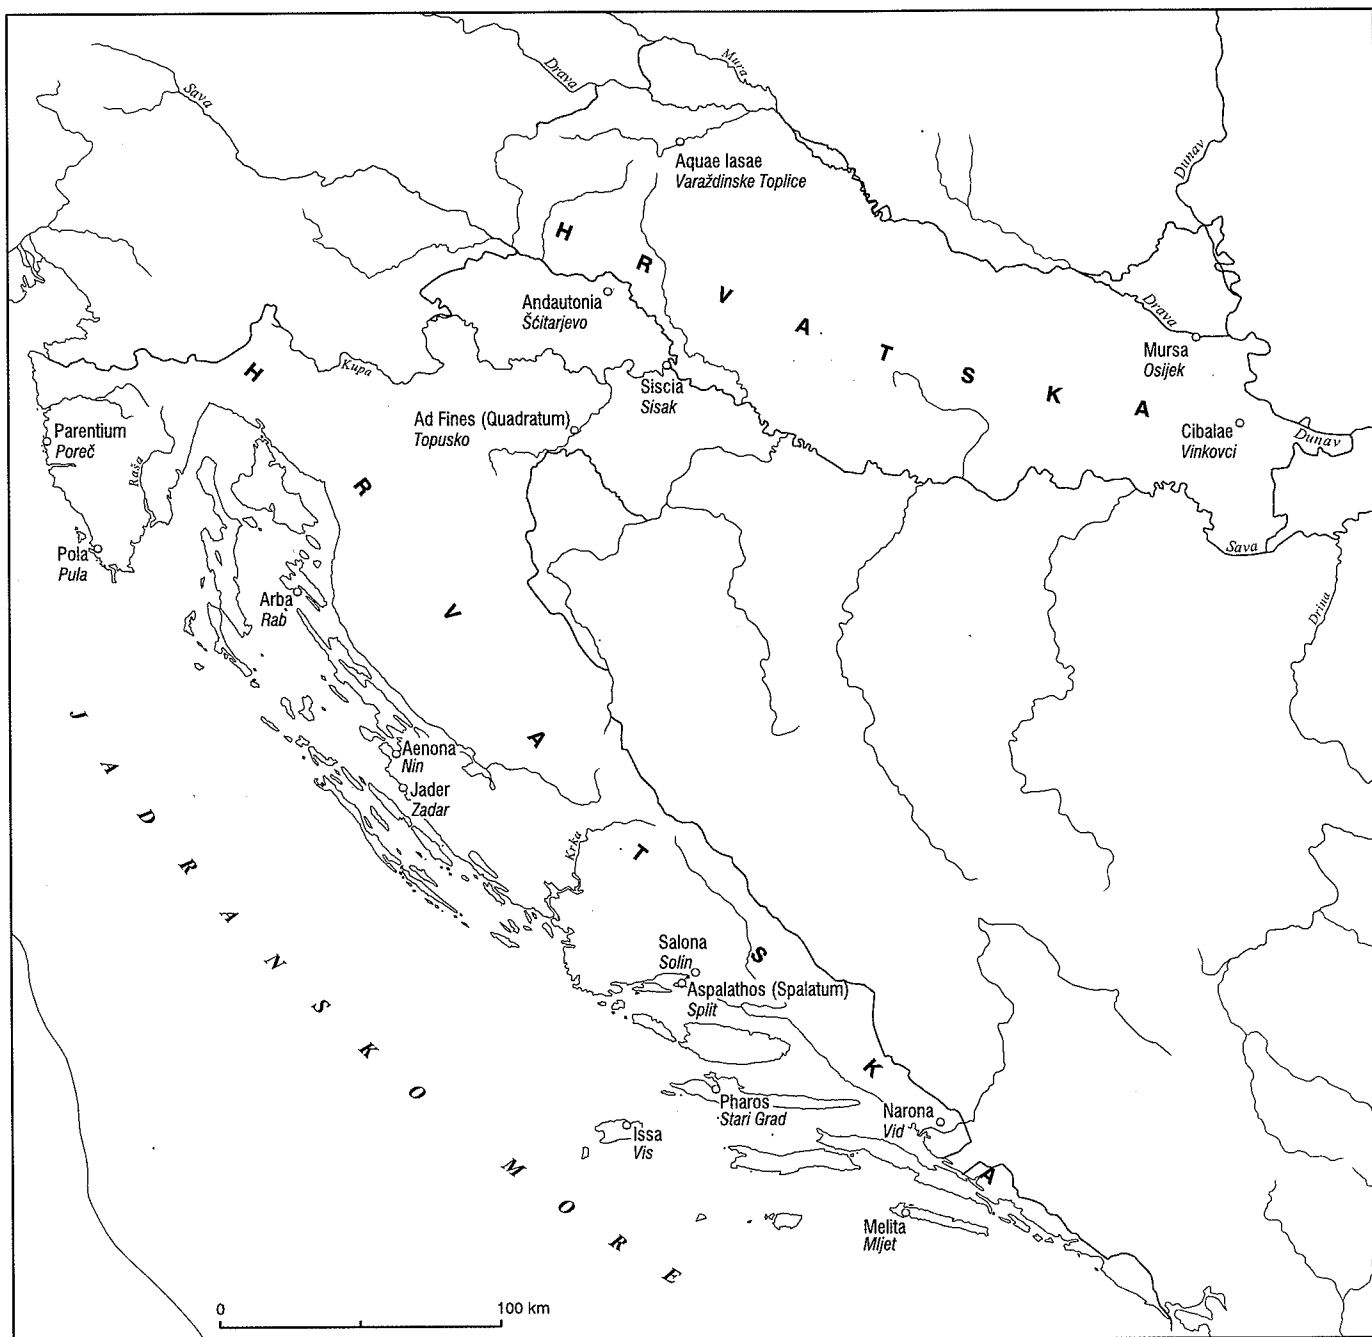 Mura
Drava
Sava
Dunav
Aquae Iasae
Varaždinske Toplice
H R V A T S K A
Andautonia
Šćitarjevo
Drava
Mursa
Osijek
Kupa
Siscia
Sisak
H R V A T S K A
Ad Fines (Quadratum)
Topusko
Cibalae
Vinkovci
Dunav
Parentium
Poreč
Raša
Sava
Pola
Pula
Drina
Arba
Rab
J A D R A N S K O M O R E
Aenona
Nin
Jader
Zadar
Krka
Salona
Solin
Aspalathos (Spalatum)
Split
Pharos
Stari Grad
Narona
Vid
Issa
Vis
Melita
Mljet
0 100 km